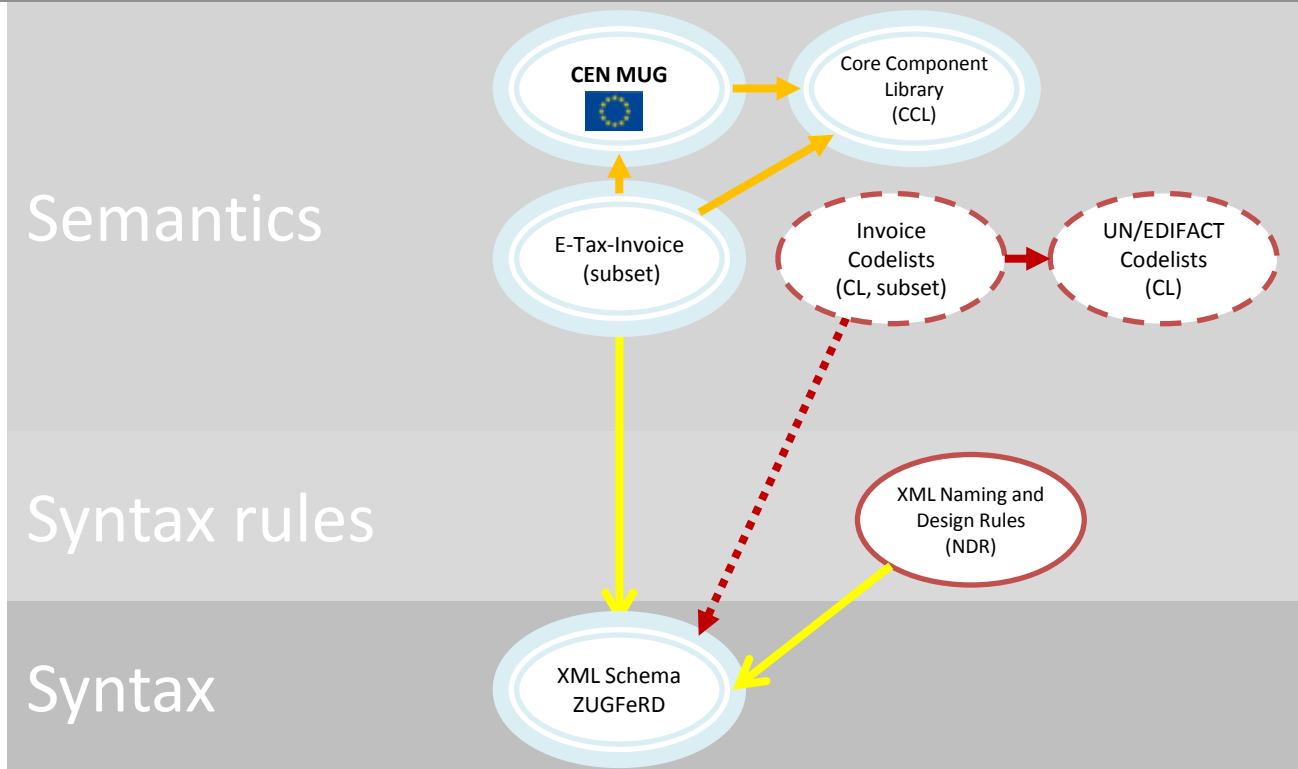 Semantics
CEN MUG
Core Component
Library
(CCL)
E-Tax-Invoice
(subset)
Invoice
Codelists
(CL, subset)
UN/EDIFACT
Codelists
(CL)
Syntax rules
XML Naming and
Design Rules
(NDR)
Syntax
XML Schema
ZUGFeRD